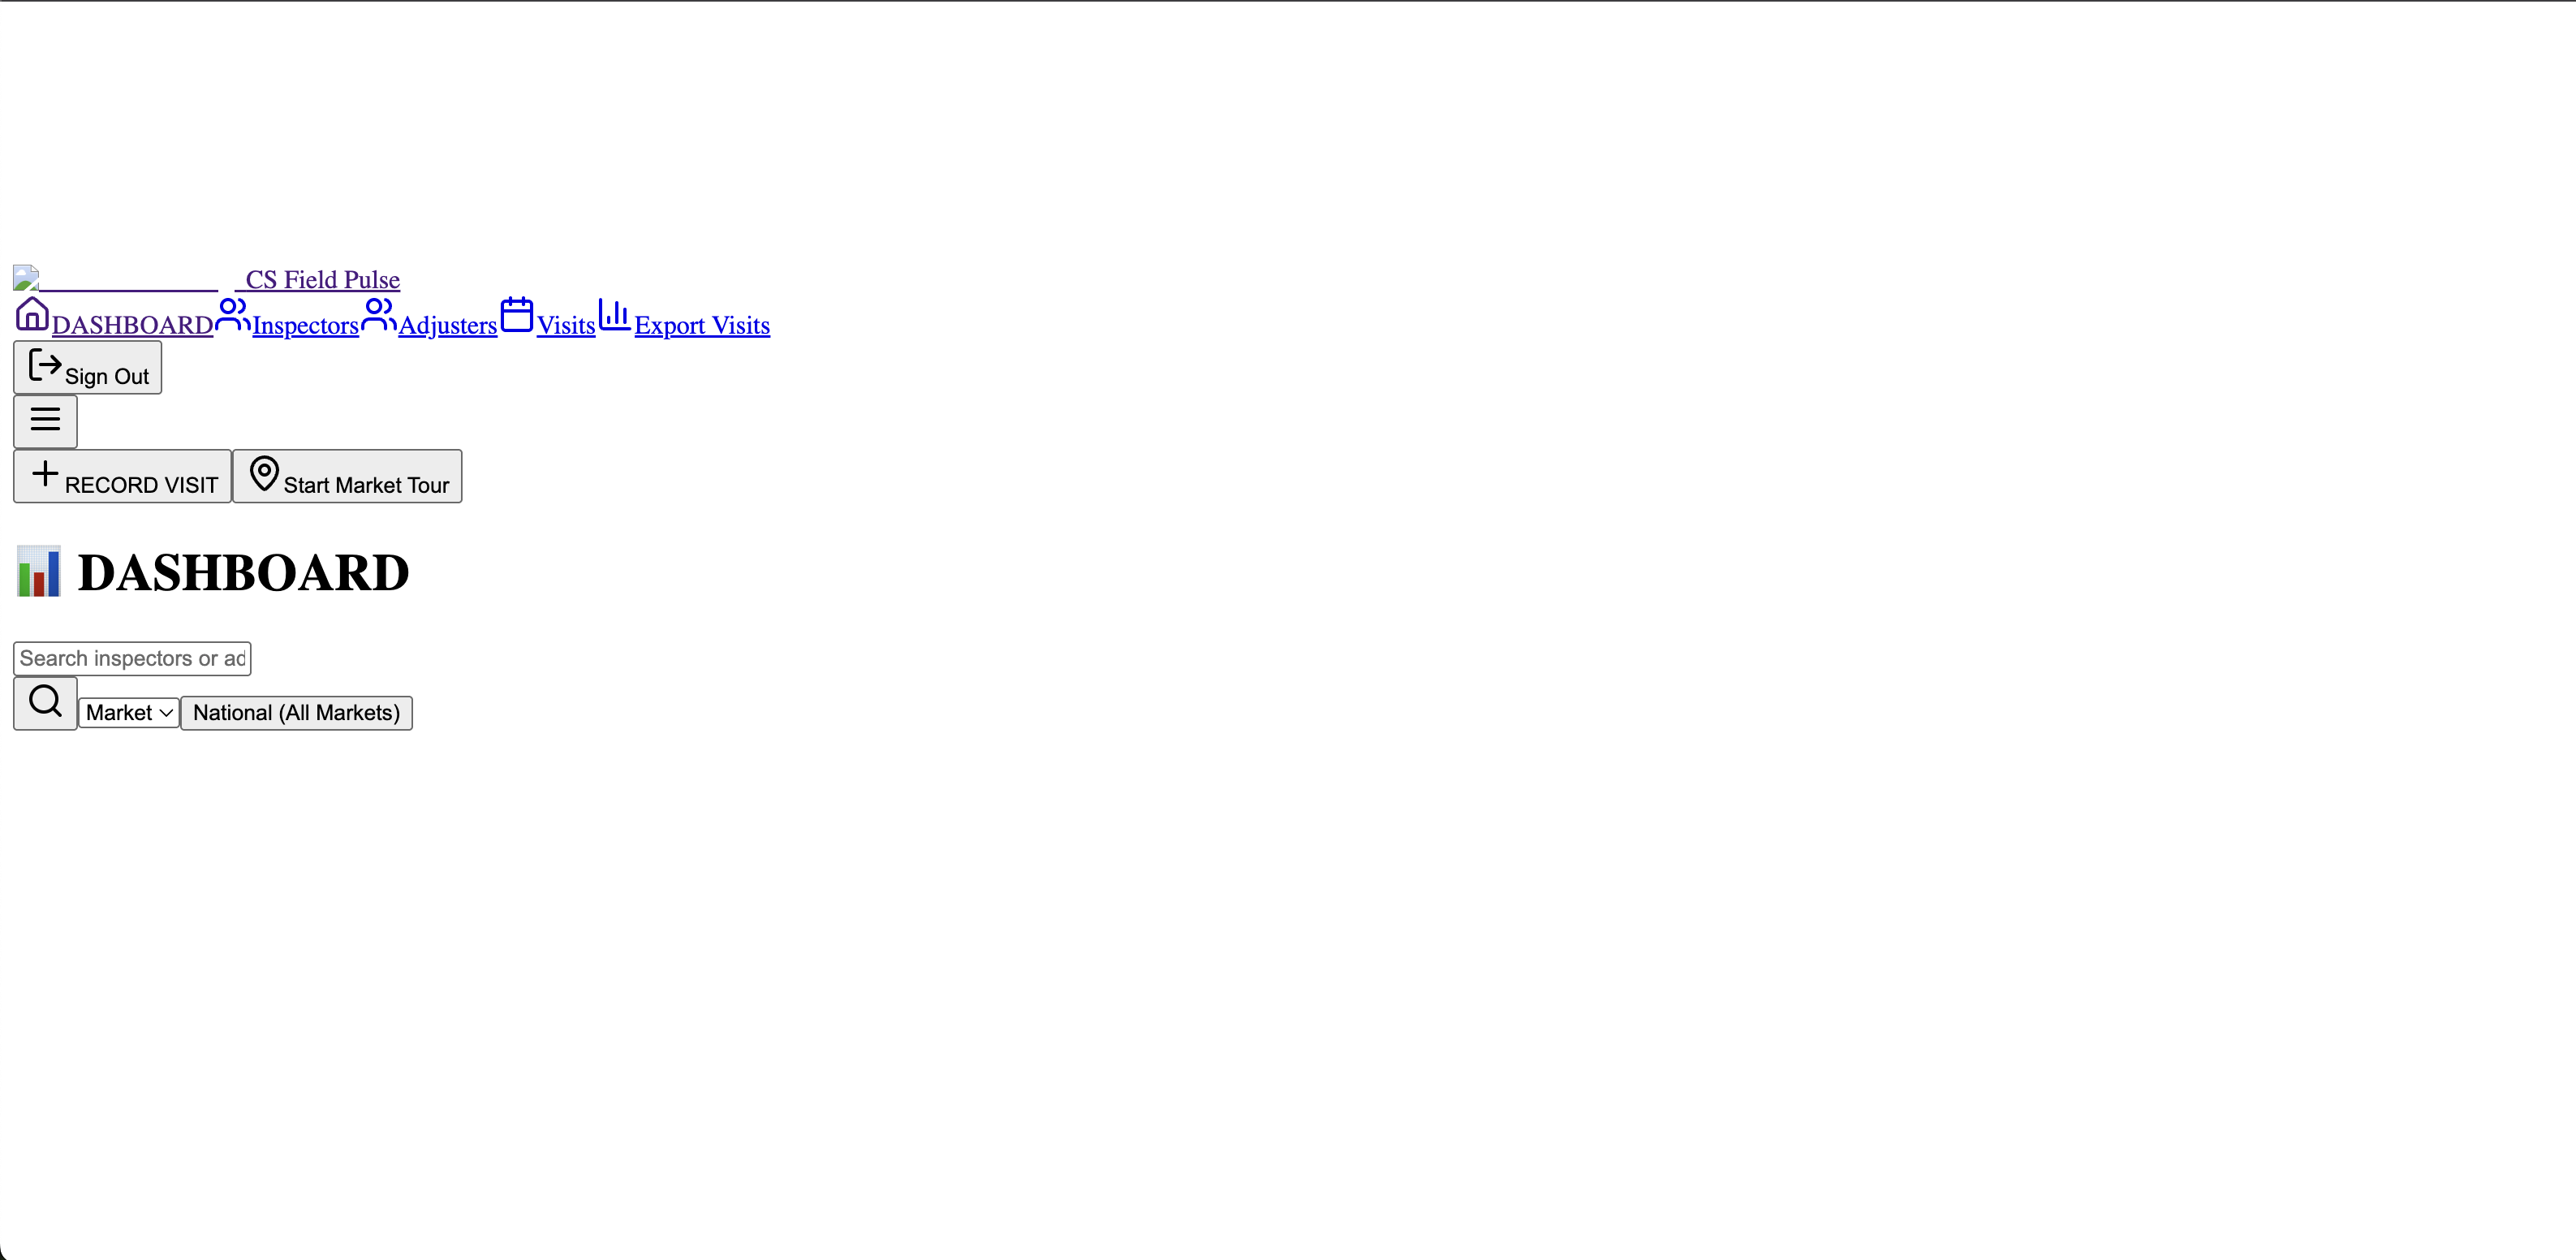 CS Field Pulse
DASHBOARD Inspectors Adjusters Visits Export Visits
Sign Out
RECORD VISIT Start Market Tour
DASHBOARD
Search inspectors or ad
Market National (All Markets)